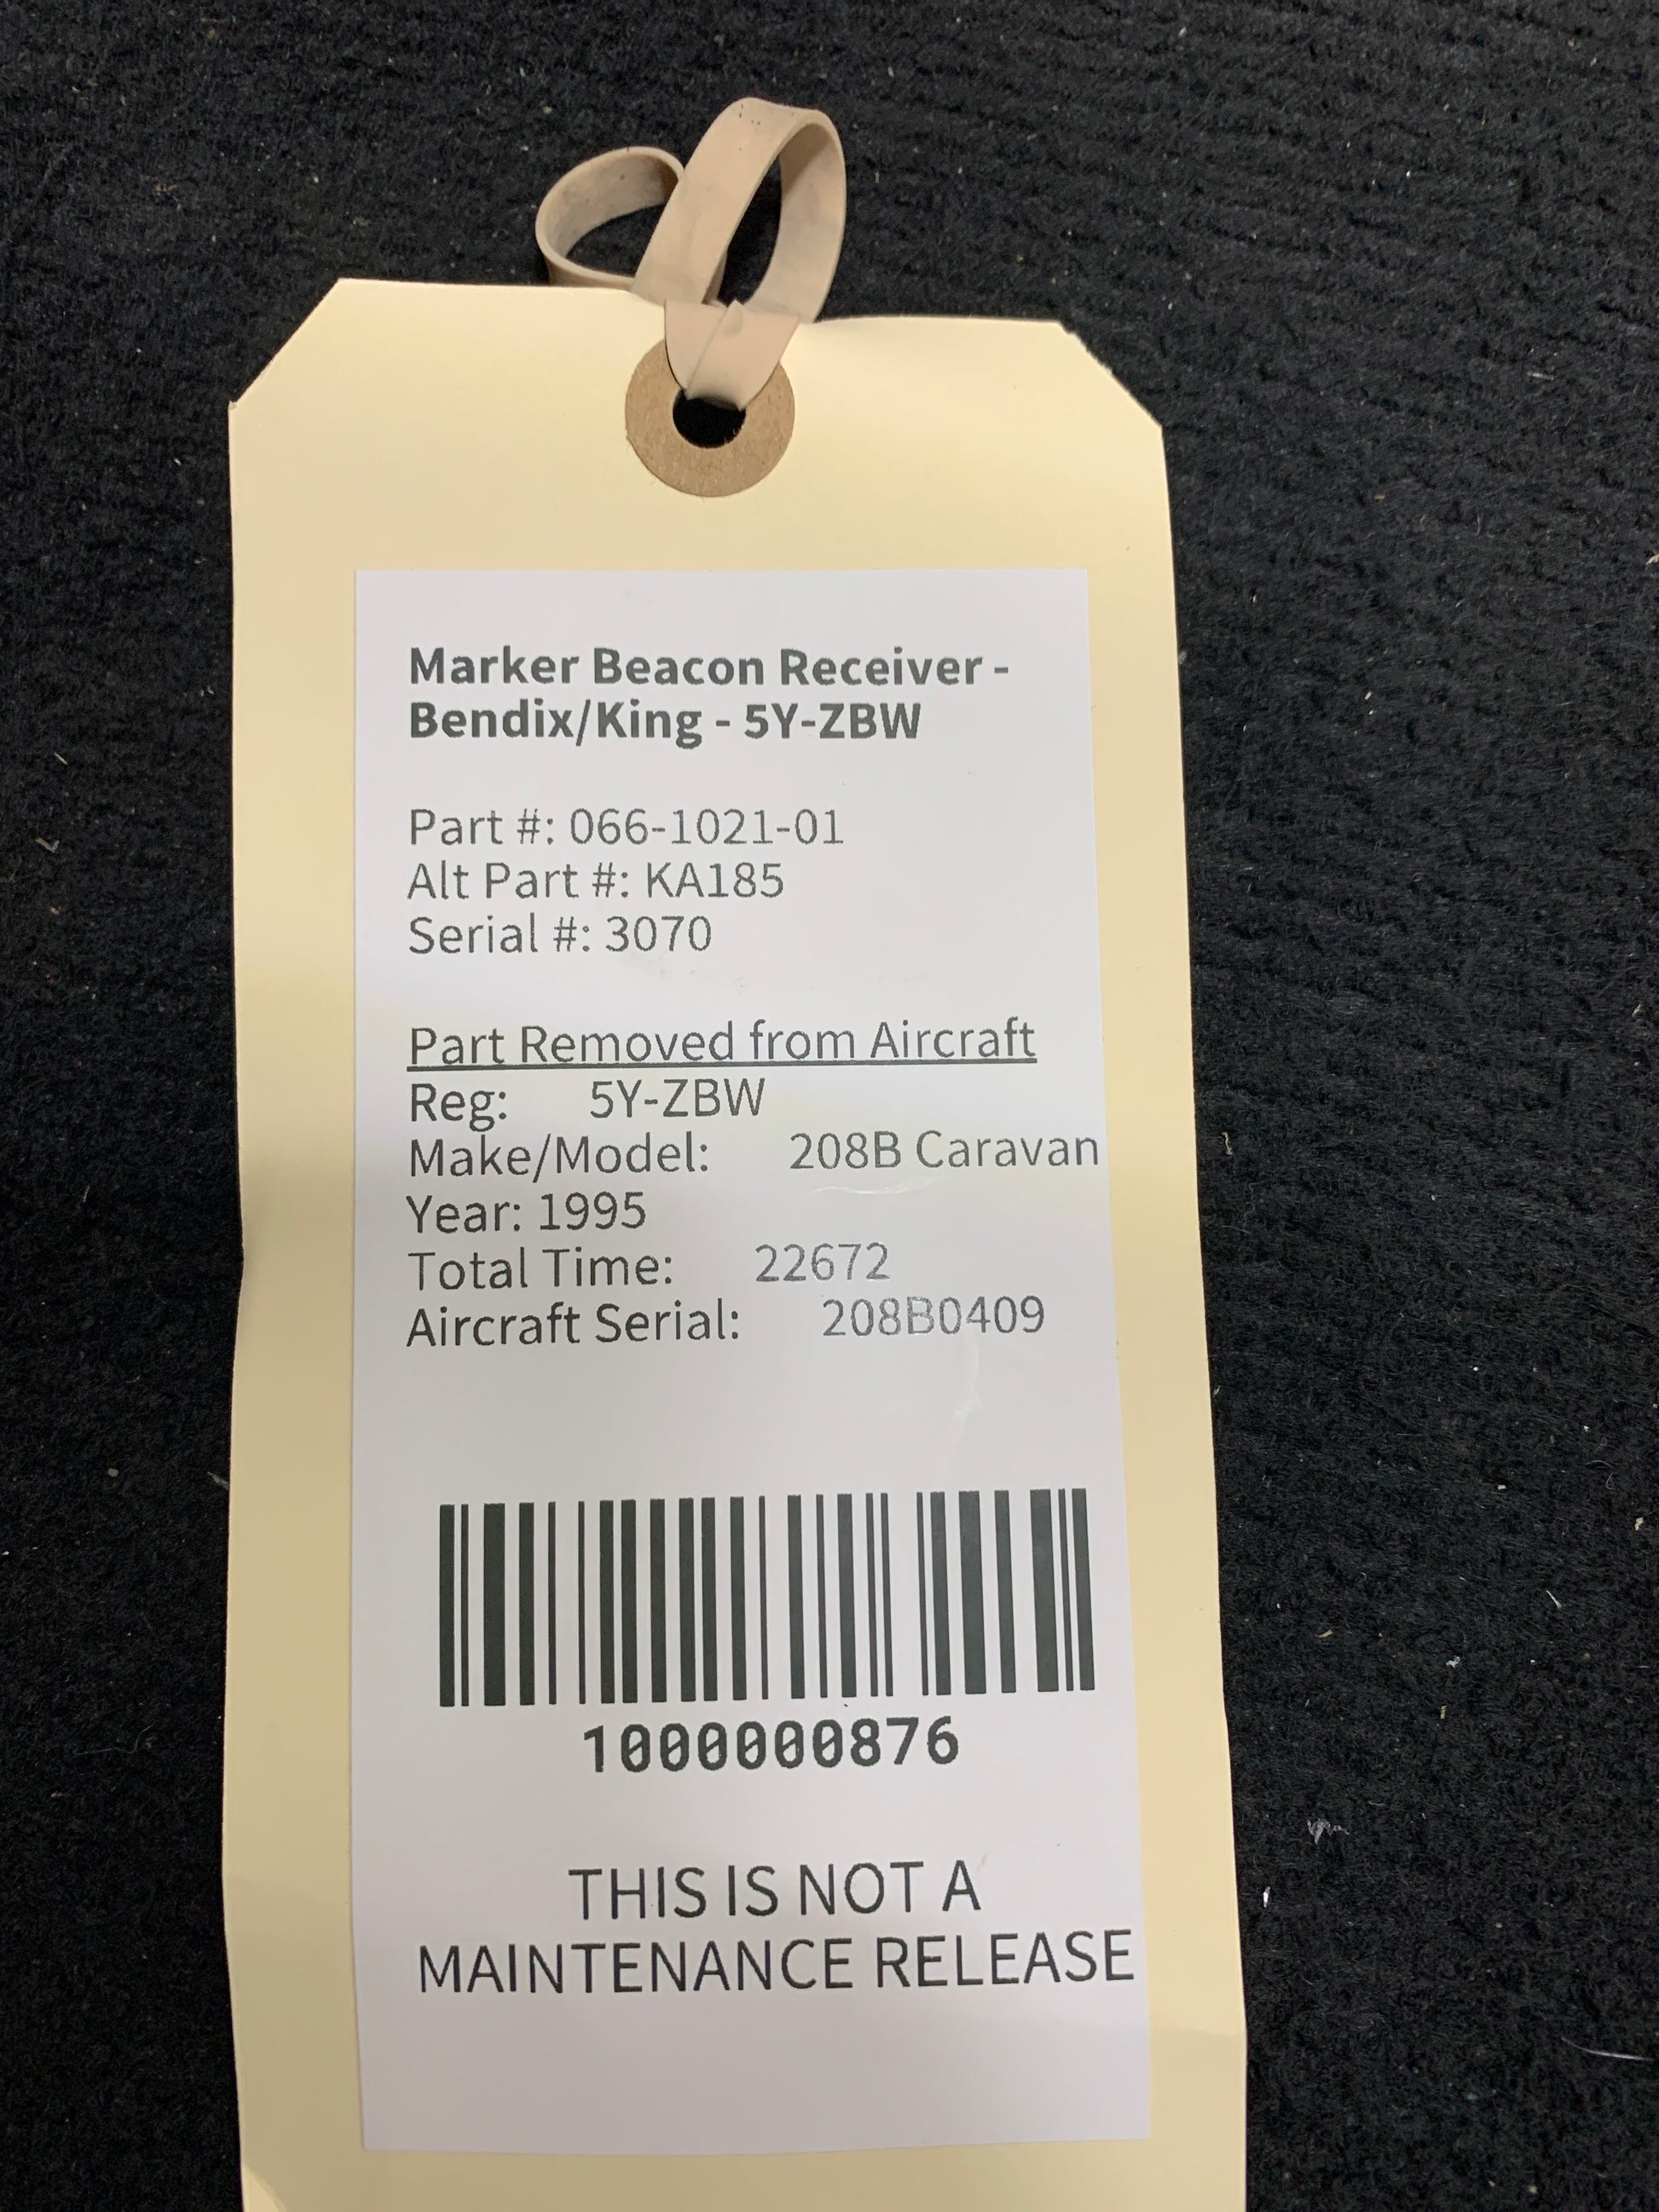 Marker Beacon Receiver -
Bendix/King - 5Y-ZBW
Part #: 066-1021-01
Alt Part #: KA185
Serial #: 3070
Part Removed from Aircraft
Reg: 5Y-ZBW
Make/Model: 208B Caravan
Year: 1995
Total Time: 22672
Aircraft Serial: 208B0409
1000000876
THIS IS NOT A
MAINTENANCE RELEASE